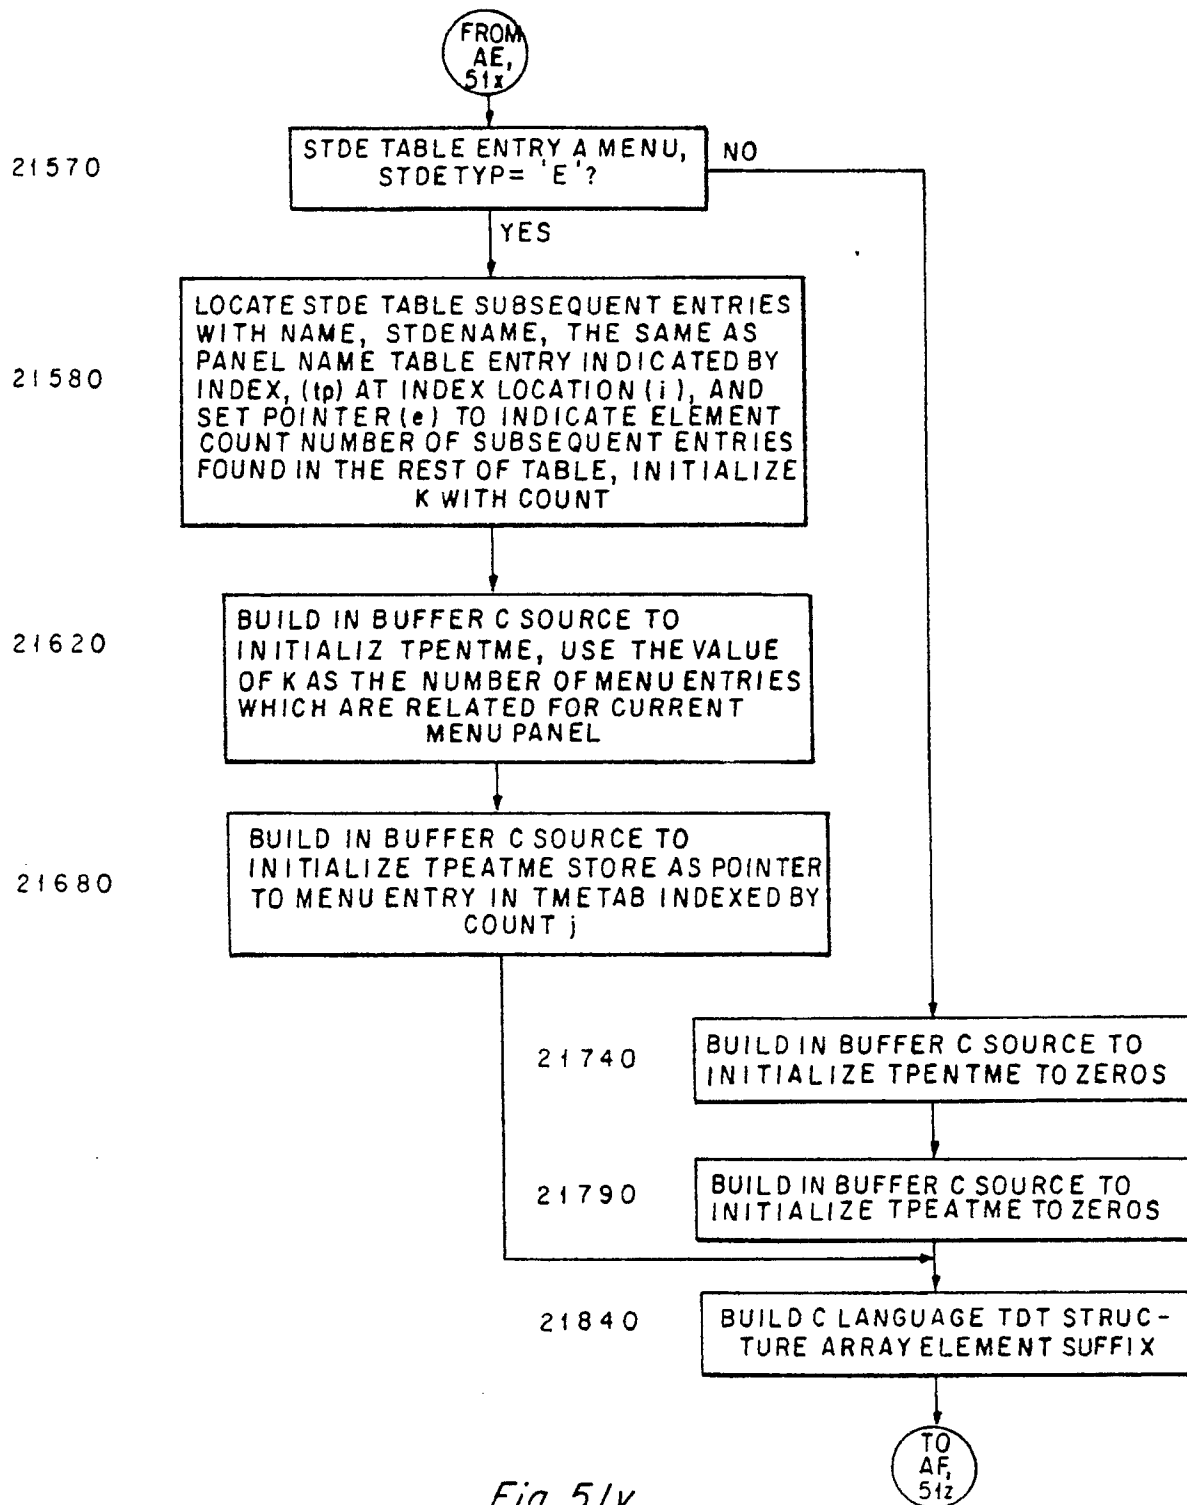 FROM
AE,
51x
21570
STDE TABLE ENTRY A MENU,
STDETYP= 'E'?
NO
YES
21580
LOCATE STDE TABLE SUBSEQUENT ENTRIES
WITH NAME, STDENAME, THE SAME AS
PANEL NAME TABLE ENTRY INDICATED BY
INDEX, (tp) AT INDEX LOCATION (i), AND
SET POINTER (e) TO INDICATE ELEMENT
COUNT NUMBER OF SUBSEQUENT ENTRIES
FOUND IN THE REST OF TABLE, INITIALIZE
K WITH COUNT
21620
BUILD IN BUFFER C SOURCE TO
INITIALIZ TPENTME, USE THE VALUE
OF K AS THE NUMBER OF MENU ENTRIES
WHICH ARE RELATED FOR CURRENT
MENU PANEL
21680
BUILD IN BUFFER C SOURCE TO
INITIALIZE TPEATME STORE AS POINTER
TO MENU ENTRY IN TMETAB INDEXED BY
COUNT j
21740
BUILD IN BUFFER C SOURCE TO
INITIALIZE TPENTME TO ZEROS
21790
BUILD IN BUFFER C SOURCE TO
INITIALIZE TPEATME TO ZEROS
21840
BUILD C LANGUAGE TDT STRUC-
TURE ARRAY ELEMENT SUFFIX
TO
AF,
51z
Fig. 51y